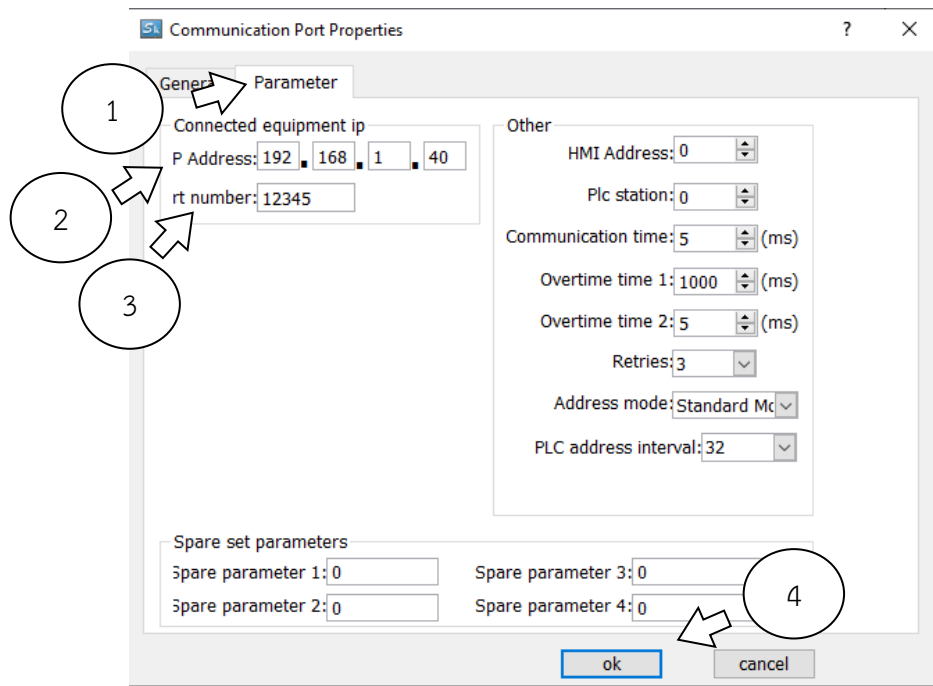 Sk Communication Port Properties ?
Genera Parameter
1
Connected equipment ip
P Address: 192 . 168 . 1 . 40
rt number: 12345
2
3
Other
HMI Address: 0
Plc station: 0
Communication time: 5 (ms)
Overtime time 1: 1000 (ms)
Overtime time 2: 5 (ms)
Retries: 3
Address mode: Standard Mo
PLC address interval: 32
Spare set parameters
Spare parameter 1: 0
Spare parameter 3: 0
Spare parameter 2: 0
Spare parameter 4: 0
4
ok cancel